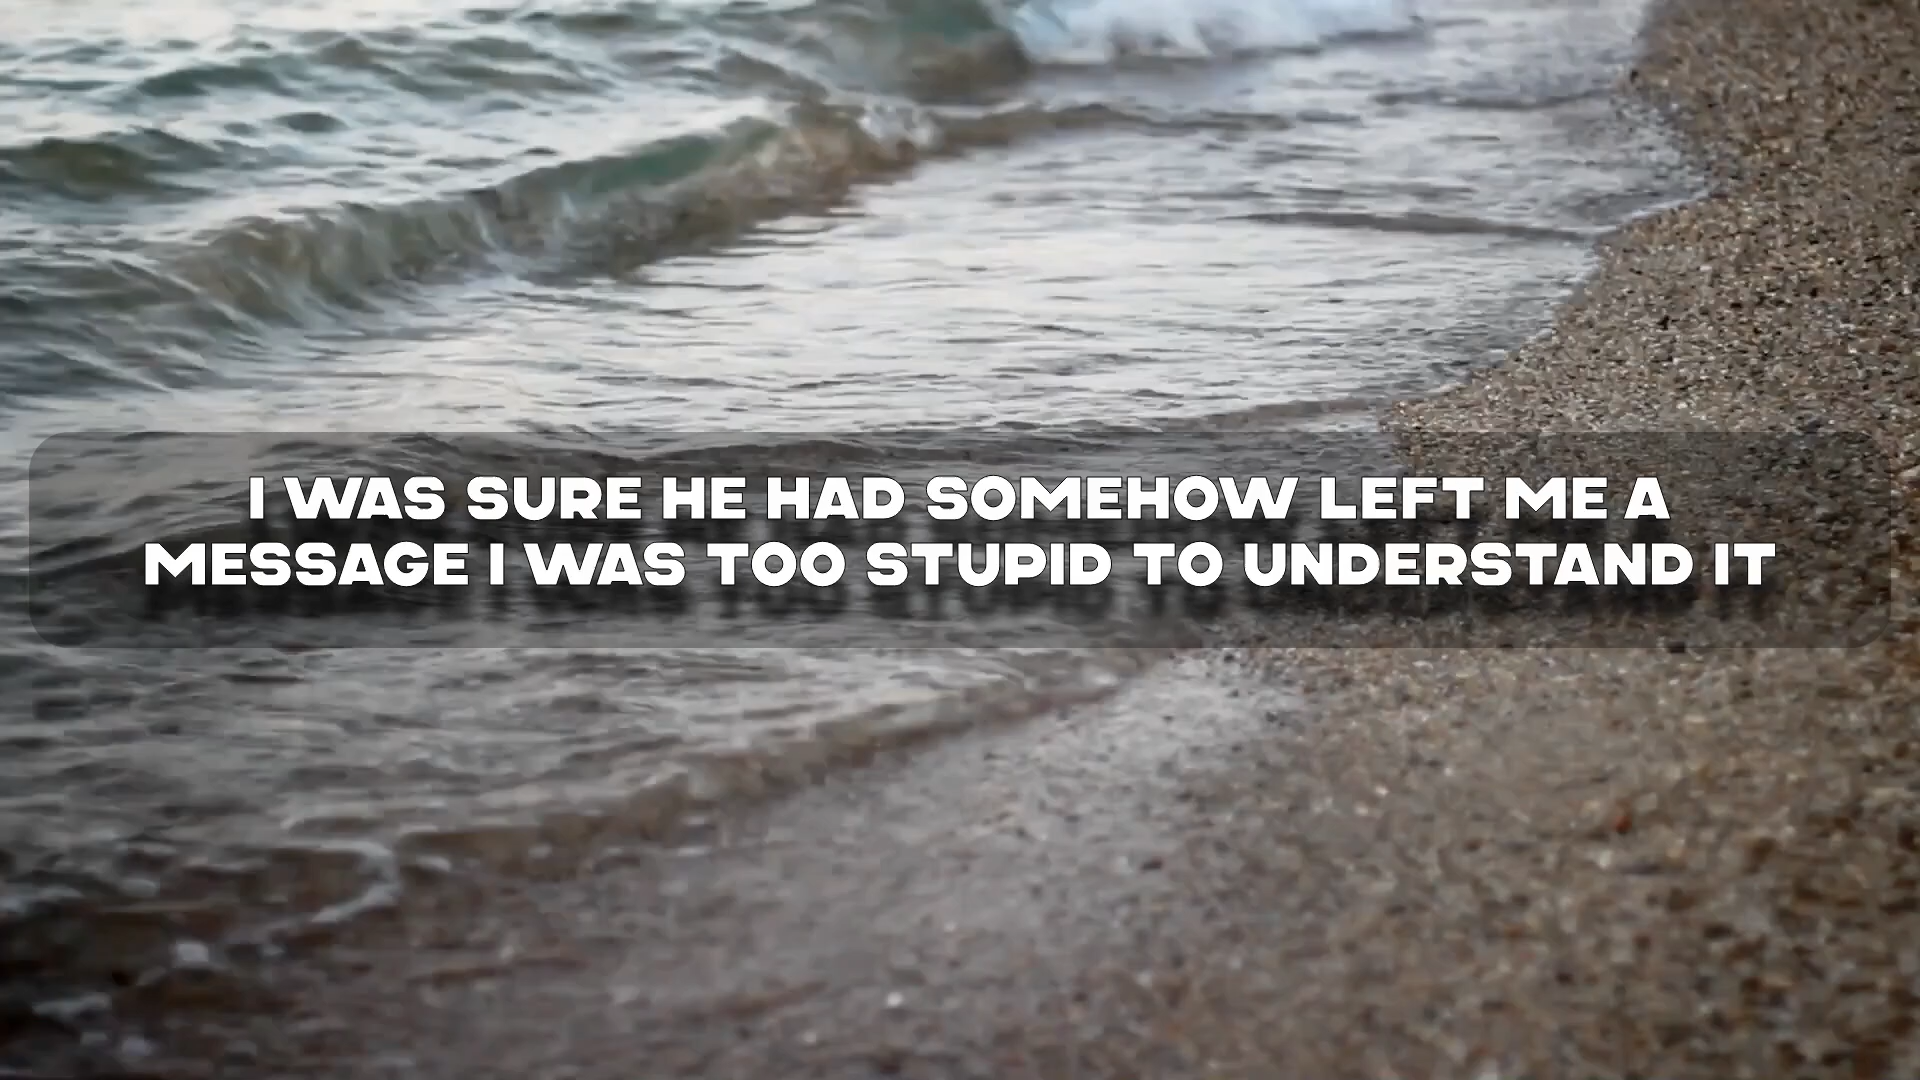 I WAS SURE HE HAD SOMEHOW LEFT ME A
MESSAGE I WAS TOO STUPID TO UNDERSTAND IT